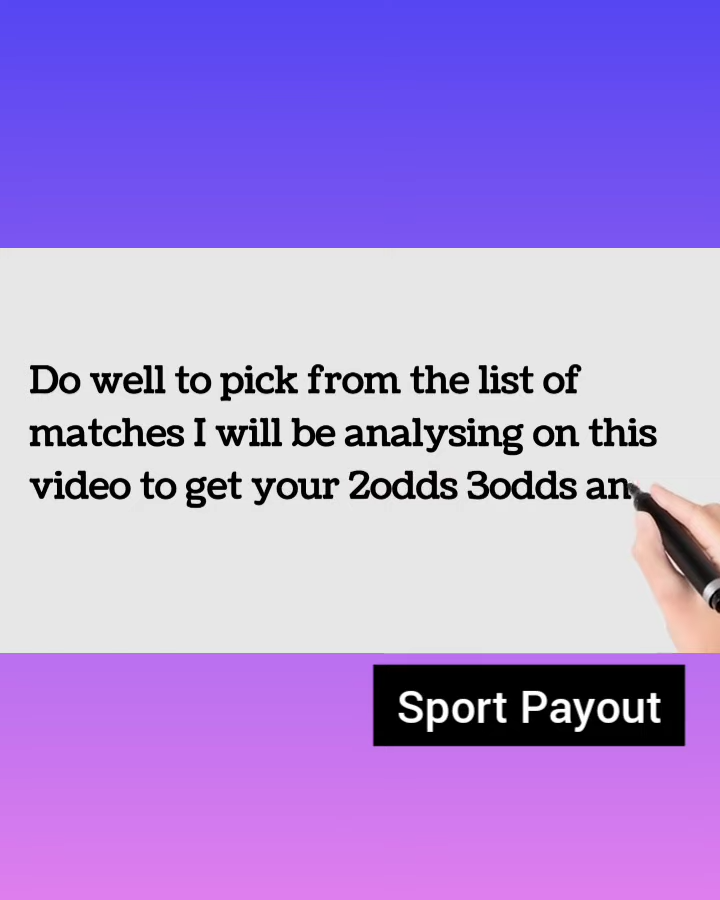 Do well to pick from the list of
matches I will be analysing on this
video to get your 2odds 3odds an
Sport Payout